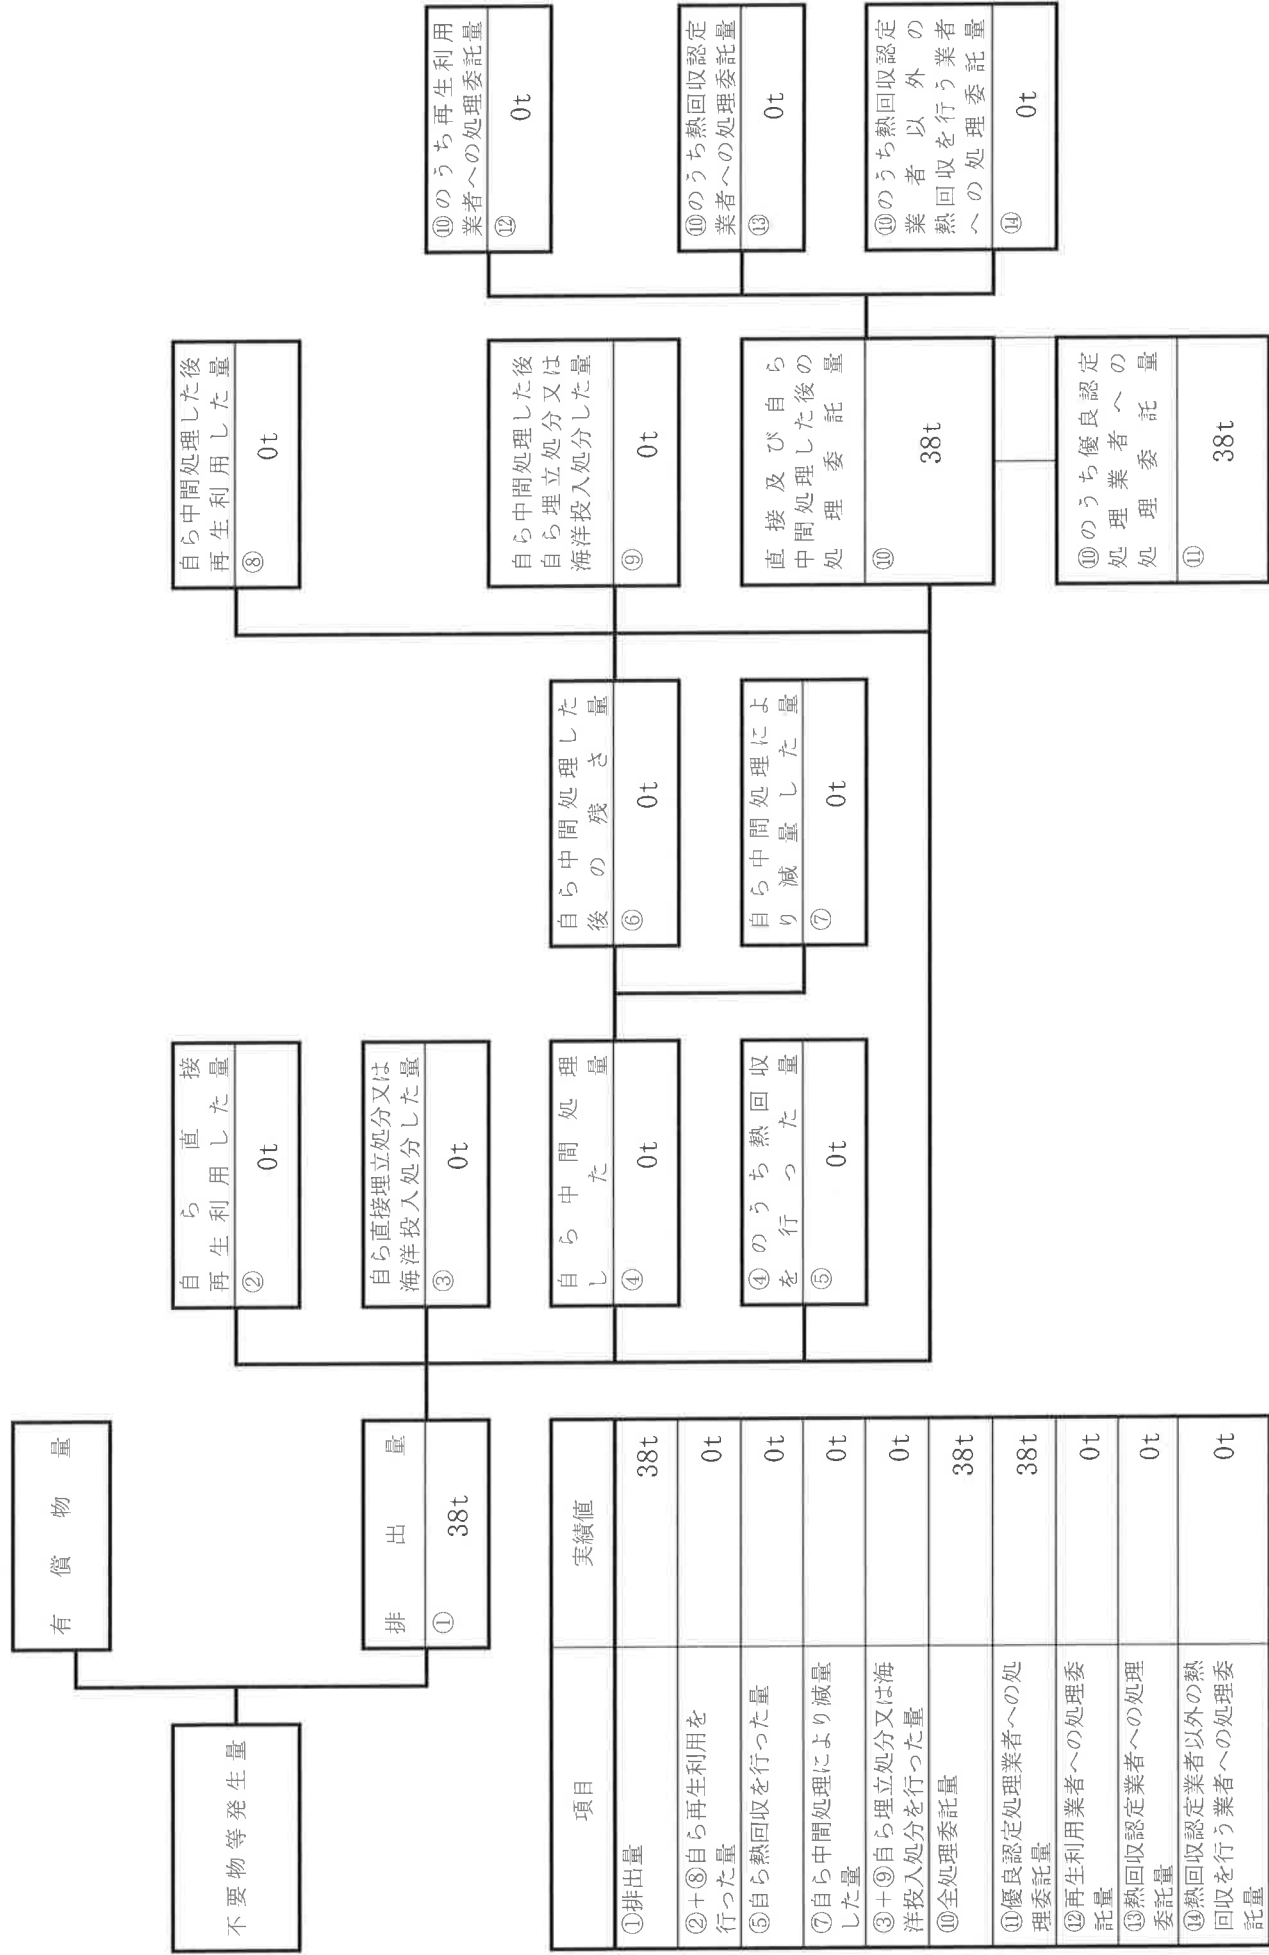 不要物等発生量
有償物量
排出量
① 38t
自ら直接
再生利用した量
② 0t
自ら直接埋立処分又は
海洋投入処分した量
③ 0t
自ら中間処理
した量
④ 0t
④のうち熱回収
を行った量
⑤ 0t
自ら中間処理した
後の残さ量
⑥ 0t
自ら中間処理によ
り減量した量
⑦ 0t
自ら中間処理した後
再生利用した量
⑧ 0t
自ら中間処理した後
自ら埋立処分又は
海洋投入処分した量
⑨ 0t
直接及び自ら
中間処理した後の
処理委託量
⑩ 38t
⑩のうち優良認定
処理業者への
処理委託量
⑪ 38t
⑩のうち再生利用
業者への処理委託量
⑫ 0t
⑩のうち熱回収認定
業者への処理委託量
⑬ 0t
⑩のうち熱回収認定
業者以外の
熱回収を行う業者
への処理委託量
⑭ 0t
項目 実績値
①排出量 38t
②+⑧自ら再生利用を
行った量 0t
⑤自ら熱回収を行った量 0t
⑦自ら中間処理により減量
した量 0t
③+⑨自ら埋立処分又は海
洋投入処分を行った量 0t
⑩全処理委託量 38t
⑪優良認定処理業者への処
理委託量 38t
⑫再生利用業者への処理委
託量 0t
⑬熱回収認定業者への処理
委託量 0t
⑭熱回収認定業者以外の熱
回収を行う業者への処理委
託量 0t